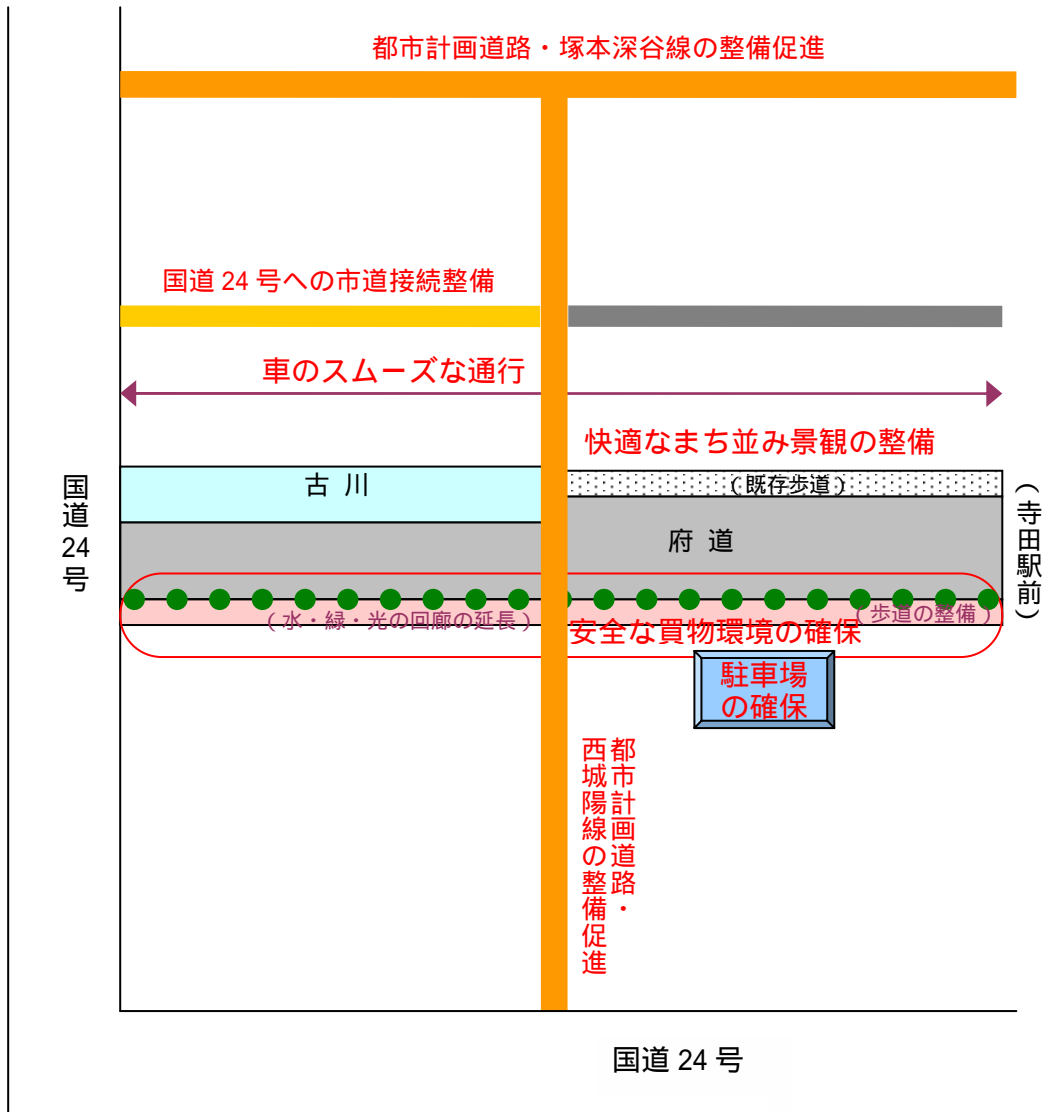 都市計画道路・塚本深谷線の整備促進
国道 24 号への市道接続整備
車のスムーズな通行
快適なまち並み景観の整備
古 川
（既存歩道）
国道24号
府 道
（寺田駅前）
（水・緑・光の回廊の延長）
（歩道の整備）
安全な買物環境の確保
駐車場
の確保
都市計画道路・
西城陽線の整備促進
国道 24 号